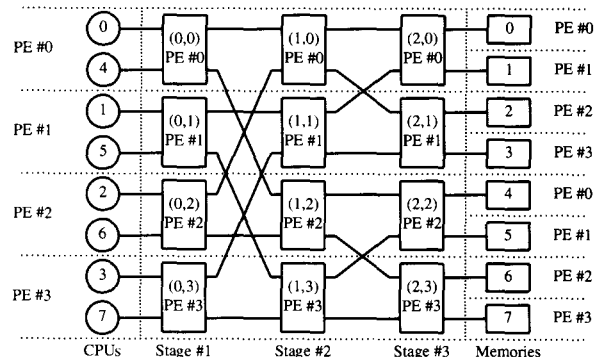 0 (0,0) (1,0) (2,0) 0 PE #0
PE #0 PE #0 PE #0 PE #0
4 1 PE #1
1 (0,1) (1,1) (2,1) 2 PE #2
PE #1 PE #1 PE #1 PE #1
5 3 PE #3
2 (0,2) (1,2) (2,2) 4 PE #0
PE #2 PE #2 PE #2 PE #2
6 5 PE #1
3 (0,3) (1,3) (2,3) 6 PE #2
PE #3 PE #3 PE #3 PE #3
7 7 PE #3
CPUs Stage #1 Stage #2 Stage #3 Memories